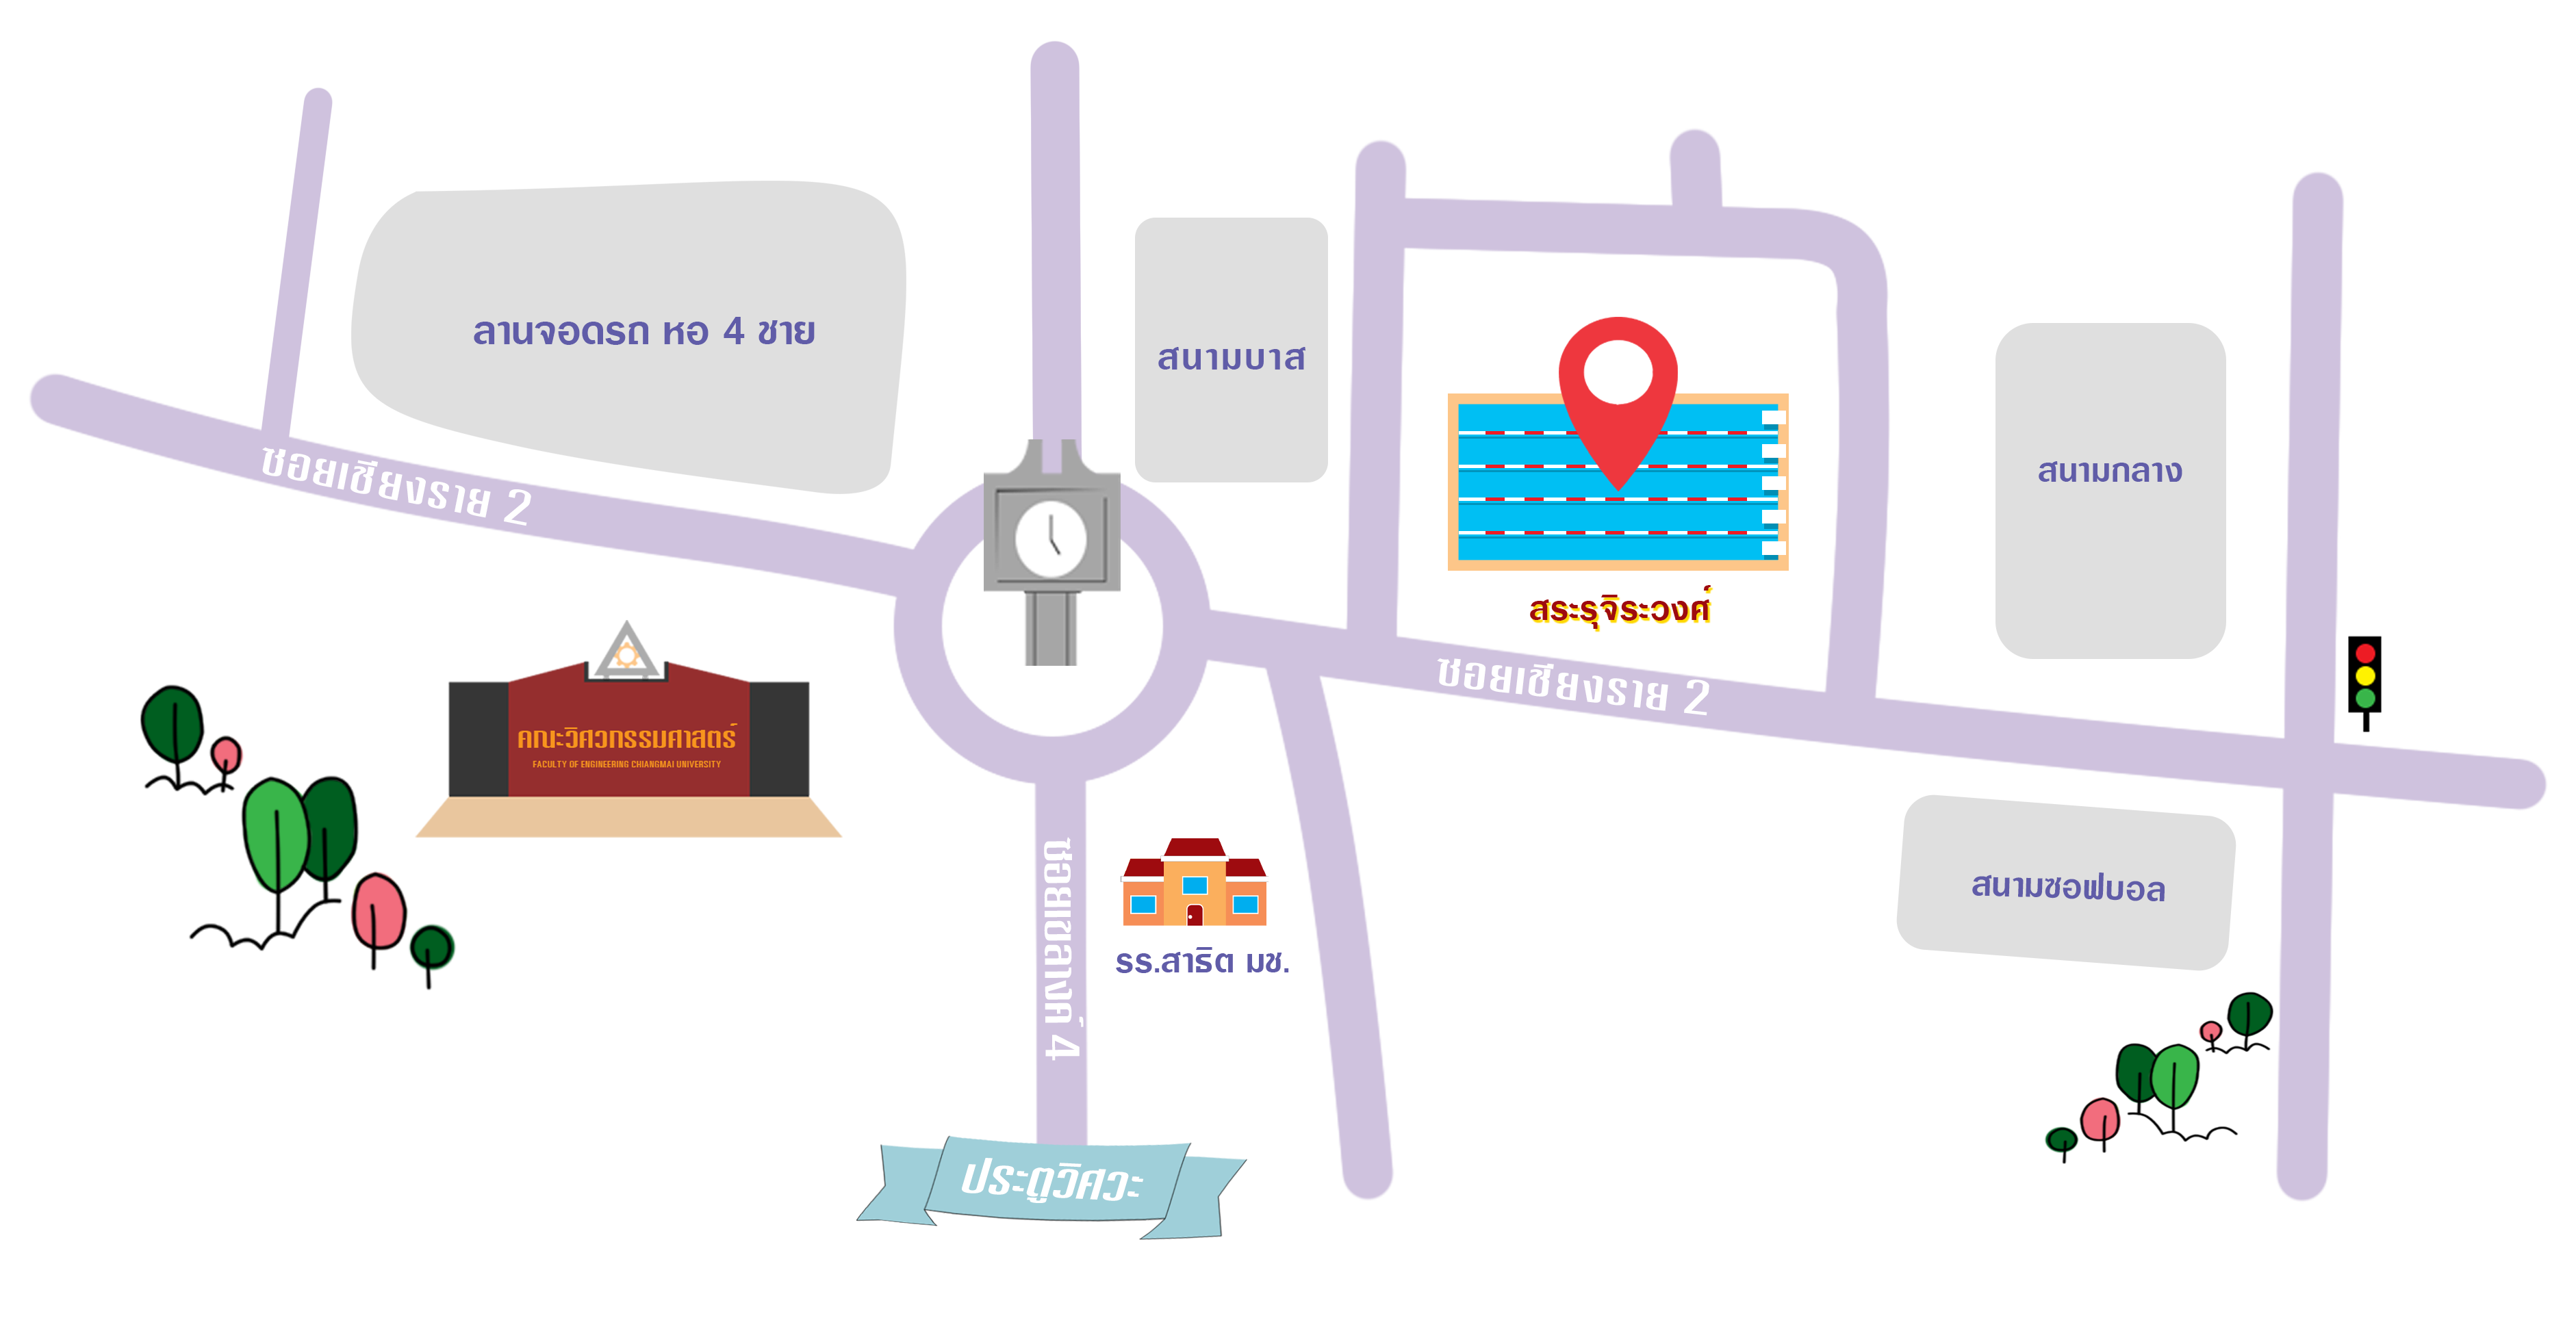 ลานจอดรถ หอ 4 ชาย
สนามบาส
สนามกลาง
ซอยเชียงราย 2
สระรุจิระวงศ์
ซอยเชียงราย 2
คณะวิศวกรรมศาสตร์
FACULTY OF ENGINEERING CHIANGMAI UNIVERSITY
ซอยเชลางค์ 4
รร.สาธิต มช.
สนามซอฟบอล
ประตูวิศวะ